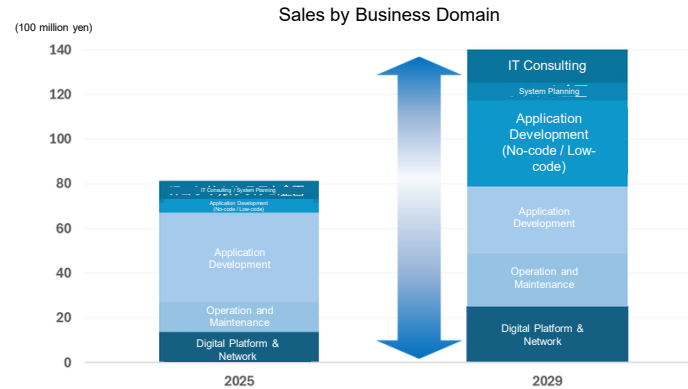 Sales by Business Domain
(100 million yen)
140
120
100
80
60
40
20
0
IT Consulting / System Planning
Application Development
(No-code / Low-code)
Application
Development
Operation and
Maintenance
Digital Platform &
Network
2025
IT Consulting
System Planning
Application
Development
(No-code / Low-
code)
Application
Development
Operation and
Maintenance
Digital Platform &
Network
2029